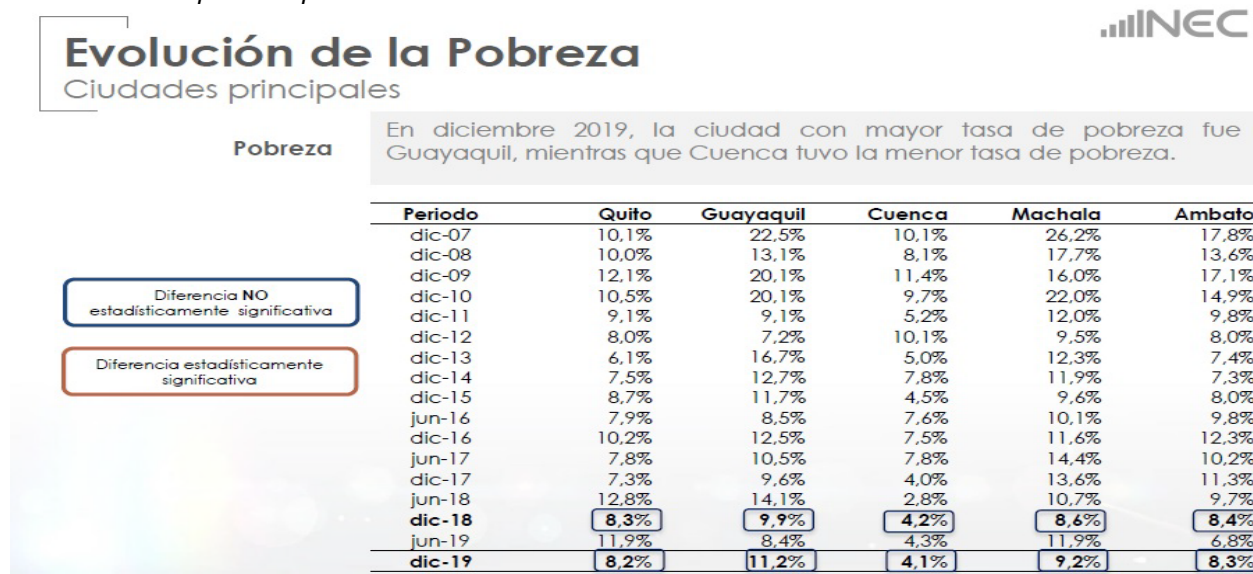 INEC
Evolución de la Pobreza
Ciudades principales
Pobreza
En diciembre 2019, la ciudad con mayor tasa de pobreza fue
Guayaquil, mientras que Cuenca tuvo la menor tasa de pobreza.
Periodo Quito Guayaquil Cuenca Machala Ambato
dic-07 10,1% 22,5% 10,1% 26,2% 17,8%
dic-08 10,0% 13,1% 8,1% 17,7% 13,6%
dic-09 12,1% 20,1% 11,4% 16,0% 17,1%
dic-10 10,5% 20,1% 9,7% 22,0% 14,9%
dic-11 9,1% 9,1% 5,2% 12,0% 9,8%
dic-12 8,0% 7,2% 10,1% 9,5% 8,0%
dic-13 6,1% 16,7% 5,0% 12,3% 7,4%
dic-14 7,5% 12,7% 7,8% 11,9% 7,3%
dic-15 8,7% 11,7% 4,5% 9,6% 8,0%
jun-16 7,9% 8,5% 7,6% 10,1% 9,8%
dic-16 10,2% 12,5% 7,5% 11,6% 12,3%
jun-17 7,8% 10,5% 7,8% 14,4% 10,2%
dic-17 7,3% 9,6% 4,0% 13,6% 11,3%
jun-18 12,8% 14,1% 2,8% 10,7% 9,7%
dic-18 8,3% 9,9% 4,2% 8,6% 8,4%
jun-19 11,9% 8,4% 4,3% 11,9% 6,8%
dic-19 8,2% 11,2% 4,1% 9,2% 8,3%
Diferencia NO
estadísticamente significativa
Diferencia estadísticamente
significativa